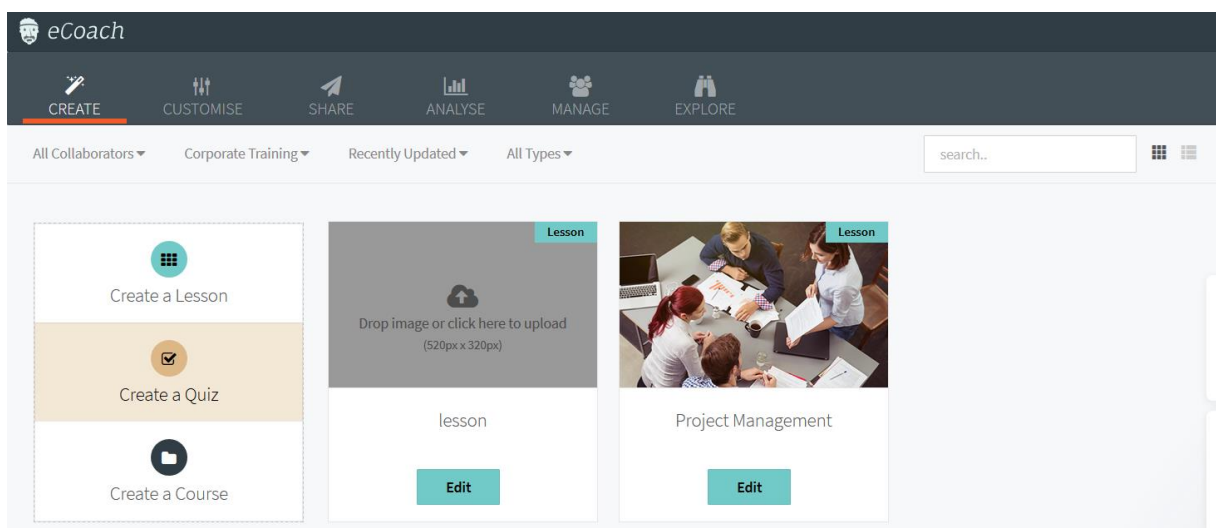 eCoach
CREATE CUSTOMISE SHARE ANALYSE MANAGE EXPLORE
All Collaborators Corporate Training Recently Updated All Types search..
Lesson Lesson
Create a Lesson
Drop image or click here to upload
(520px x 320px)
Create a Quiz
lesson Project Management
Edit Edit
Create a Course